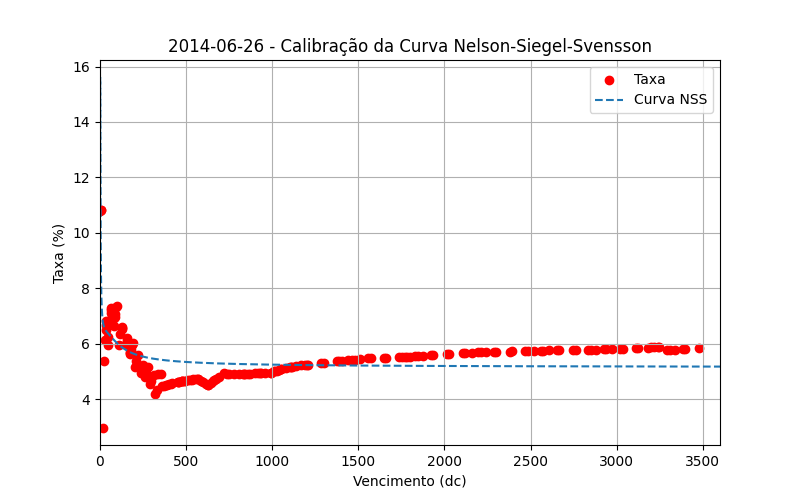 2014-06-26 - Calibração da Curva Nelson-Siegel-Svensson
Taxa
Curva NSS
Taxa (%)
16
14
12
10
8
6
4
0 500 1000 1500 2000 2500 3000 3500
Vencimento (dc)